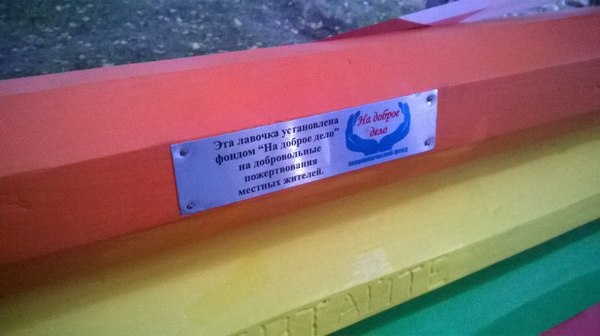 Эта лавочка установлена
фондом "На доброе дело"
на добровольные
пожертвования
местных жителей.
На доброе
дело